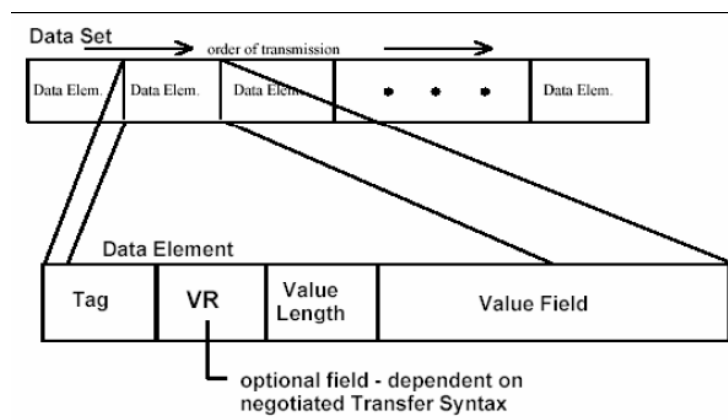 Data Set
order of transmission
Data Elem. Data Elem. Data Elem. Data Elem.
Data Element
Tag VR Value Length Value Field
optional field - dependent on
negotiated Transfer Syntax